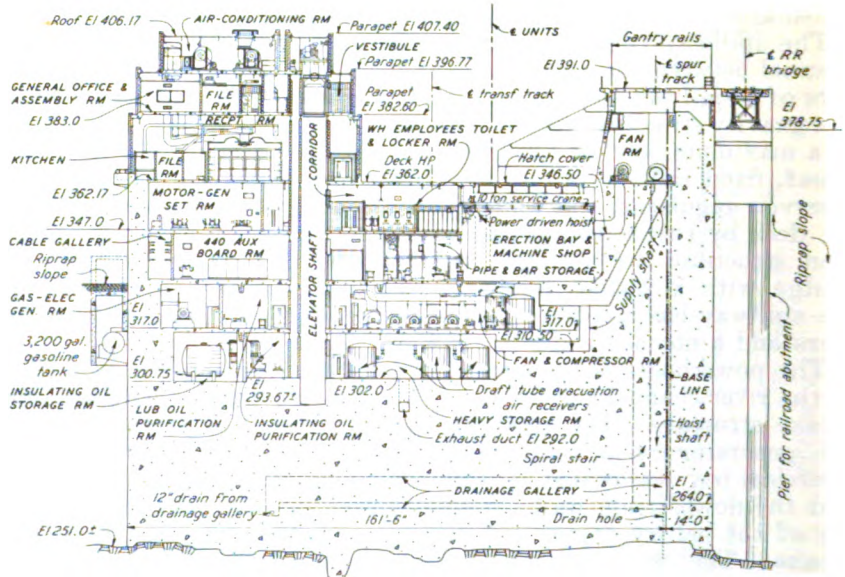 Roof El 406.17
AIR-CONDITIONING RM
Parapet El 407.40
VESTIBULE
Parapet El 396.77
℄ UNITS
Gantry rails
℄ spur
track
℄ RR
bridge
El 391.0
El
378.75
GENERAL OFFICE &
ASSEMBLY RM
El 383.0
FILE
RM
RECPT. RM
Parapet
El 382.60
℄ transf track
CORRIDOR
WH EMPLOYEES TOILET
& LOCKER RM
Deck HP
El 362.0
Hatch cover
El 346.50
FAN
RM
KITCHEN
FILE
RM
El 362.17
MOTOR-GEN
SET RM
10 ton service crane
Power driven hoist
El 347.0
CABLE GALLERY
440 AUX
BOARD RM
ERECTION BAY &
MACHINE SHOP
PIPE & BAR STORAGE
Riprap
slope
Riprap slope
ELEVATOR SHAFT
Supply shaft
GAS-ELEC
GEN. RM
El
317.0
El
317.0
El 310.50
3,200 gal.
gasoline
tank
El
300.75
FAN & COMPRESSOR RM
INSULATING OIL
STORAGE RM
El
293.67±
El 302.0
Draft tube evacuation
air receivers
BASE
LINE
LUB OIL
PURIFICATION
RM
INSULATING OIL
PURIFICATION RM
HEAVY STORAGE RM
Exhaust duct El 292.0
Hoist
shaft
Spiral stair
Pier for railroad abutment
12" drain from
drainage gallery
DRAINAGE GALLERY
El
264.0
161'-6"
Drain hole
14'-0"
El 251.0±